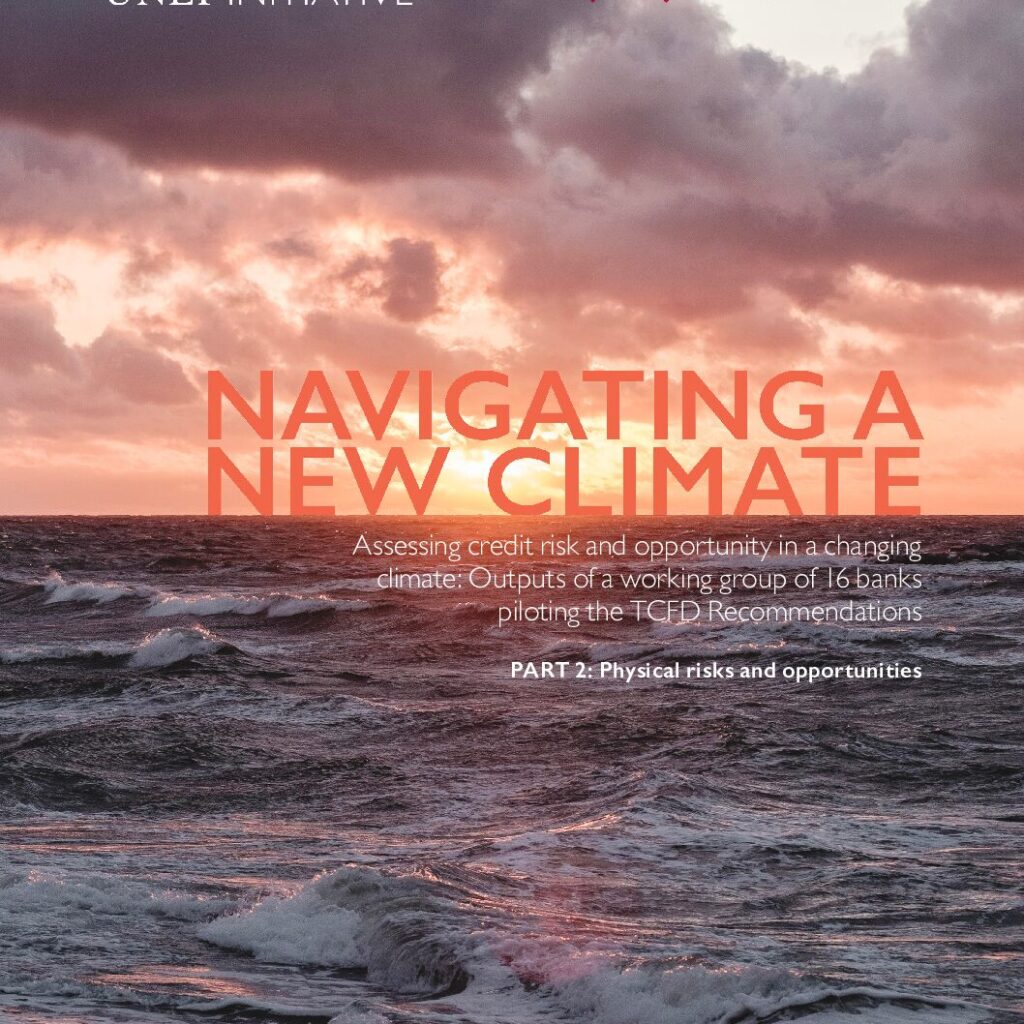 INITIATIVE
NAVIGATING A
NEW CLIMATE
Assessing credit risk and opportunity in a changing
climate: Outputs of a working group of 16 banks
piloting the TCFD Recommendations
PART 2: Physical risks and opportunities